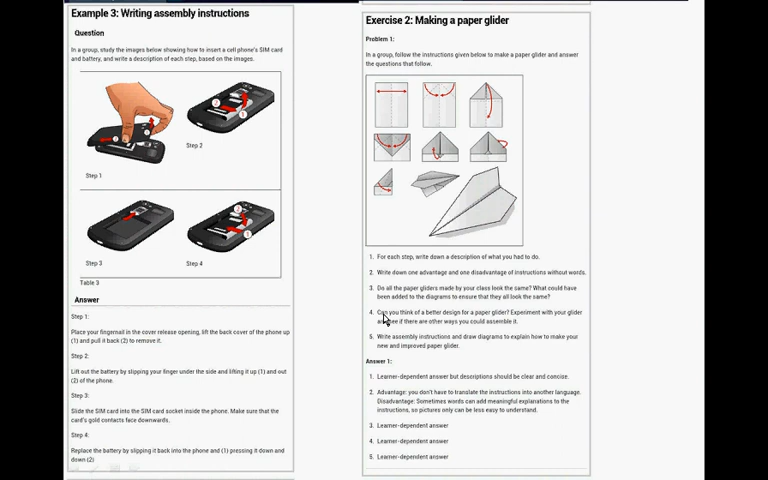 Example 3: Writing assembly instructions
Question
In a group, study the images below showing how to insert a cell phone's SIM card
and battery, and write a description of each step, based on the images.
Step 1
Step 2
Step 3
Step 4
Table 3
Answer
Step 1:
Place your fingernail in the cover release opening, lift the back cover of the phone up
(1) and pull it back (2) to remove it.
Step 2:
Lift out the battery by slipping your finger under the side and lifting it up (1) and out
(2) of the phone.
Step 3:
Slide the SIM card into the SIM card socket inside the phone. Make sure that the
card's gold contacts face downwards.
Step 4:
Replace the battery by slipping it back into the phone and (1) pressing it down and
down (2)
Exercise 2: Making a paper glider
Problem 1:
In a group, follow the instructions given below to make a paper glider and answer
the questions that follow.
1. For each step, write down a description of what you had to do.
2. Write down one advantage and one disadvantage of instructions without words.
3. Do all the paper gliders made by your class look the same? What could have
been added to the diagrams to ensure that they all look the same?
4. Can you think of a better design for a paper glider? Experiment with your glider
and see if there are other ways you could assemble it.
5. Write assembly instructions and draw diagrams to explain how to make your
new and improved paper glider.
Answer 1:
1. Learner-dependent answer but descriptions should be clear and concise.
2. Advantage: you don't have to translate the instructions into another language.
Disadvantage: Sometimes words can add meaningful explanations to the
instructions, so pictures only can be less easy to understand.
3. Learner-dependent answer
4. Learner-dependent answer
5. Learner-dependent answer